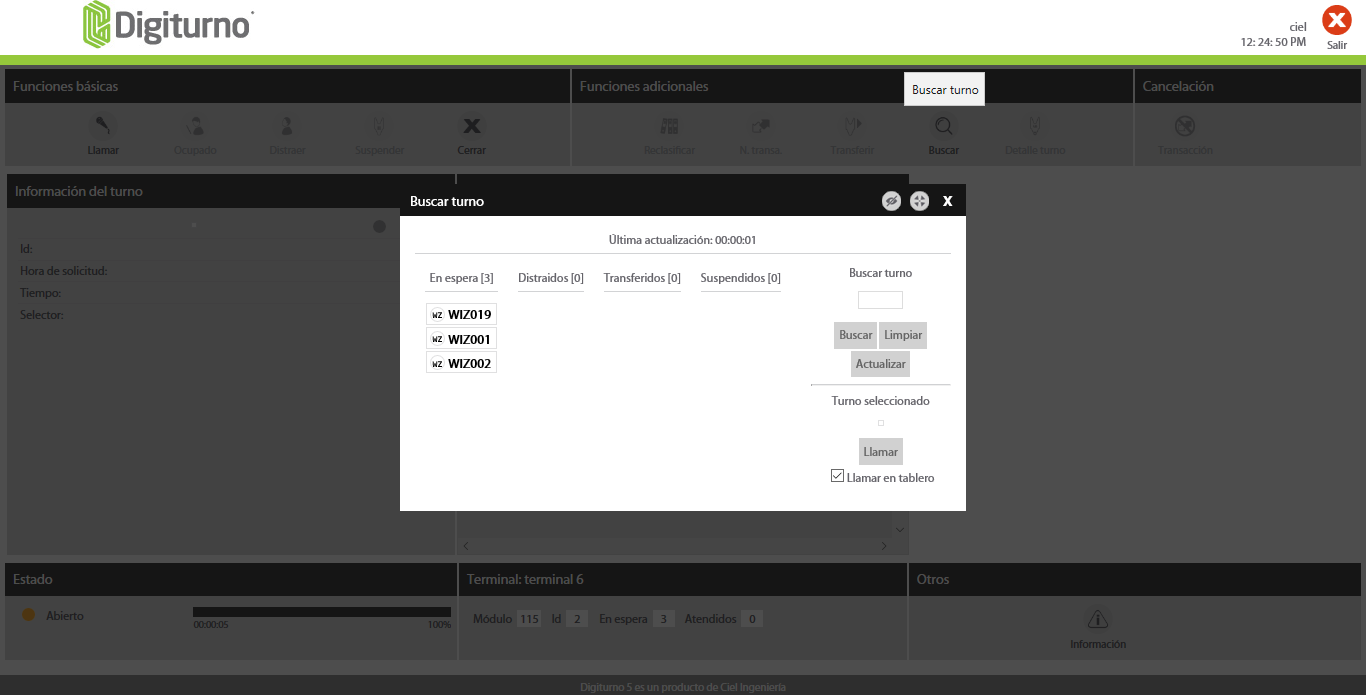 Digiturno
ciel
12: 24: 50 PM
Salir
Funciones básicas
Funciones adicionales
Buscar turno
Cancelación
Llamar
Ocupado
Distraer
Suspender
Cerrar
Reclasificar
N. transa.
Transferir
Buscar
Detalle turno
Transacción
Información del turno
Id:
Hora de solicitud:
Tiempo:
Selector:
Buscar turno
X
Última actualización: 00:00:01
En espera [3]
Distraidos [0]
Transferidos [0]
Suspendidos [0]
WZ WIZ019
WZ WIZ001
WZ WIZ002
Buscar turno
Buscar
Limpiar
Actualizar
Turno seleccionado
Llamar
Llamar en tablero
Estado
Abierto
00:00:05
100%
Terminal: terminal 6
Módulo 115 Id 2 En espera 3 Atendidos 0
Otros
Información
Digiturno 5 es un producto de Ciel Ingeniería